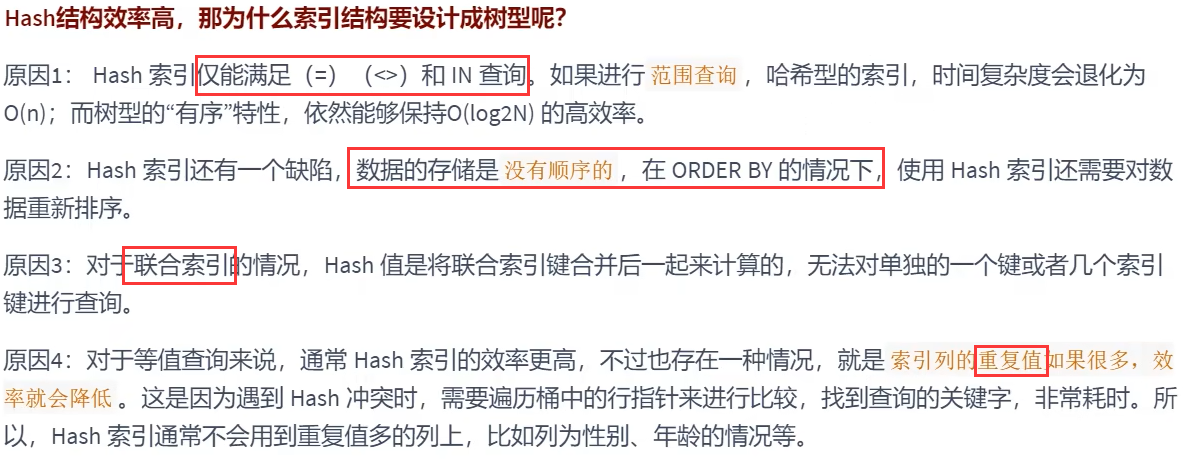 Hash结构效率高，那为什么索引结构要设计成树型呢？
原因1： Hash 索引仅能满足（=）（<>）和 IN 查询。如果进行 范围查询 ，哈希型的索引，时间复杂度会退化为
O(n)；而树型的“有序”特性，依然能够保持O(log2N) 的高效率。
原因2：Hash 索引还有一个缺陷，数据的存储是 没有顺序的 ，在 ORDER BY 的情况下，使用 Hash 索引还需要对数
据重新排序。
原因3：对于联合索引的情况，Hash 值是将联合索引键合并后一起来计算的，无法对单独的一个键或者几个索引
键进行查询。
原因4：对于等值查询来说，通常 Hash 索引的效率更高，不过也存在一种情况，就是 索引列的重复值如果很多，效
率就会降低 。这是因为遇到 Hash 冲突时，需要遍历桶中的行指针来进行比较，找到查询的关键字，非常耗时。所
以，Hash 索引通常不会用到重复值多的列上，比如列为性别、年龄的情况等。